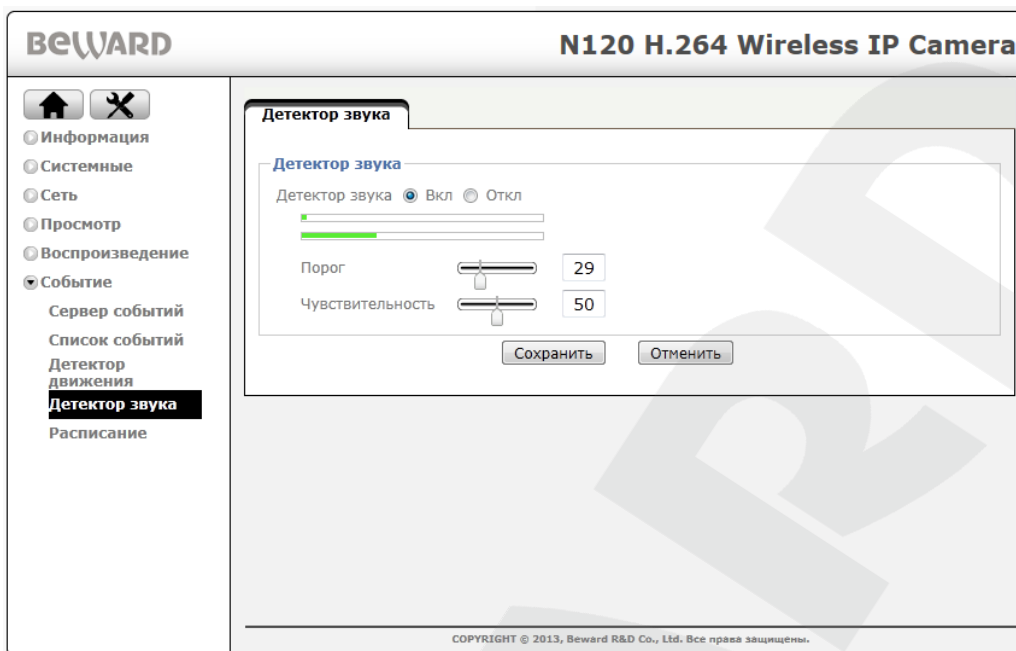 BEWARD
N120 H.264 Wireless IP Camera
Информация
Системные
Сеть
Просмотр
Воспроизведение
Событие
Сервер событий
Список событий
Детектор
движения
Детектор звука
Расписание
Детектор звука
Детектор звука
Детектор звука Вкл Откл
Порог 29
Чувствительность 50
Сохранить Отменить
COPYRIGHT © 2013, Beward R&D Co., Ltd. Все права защищены.